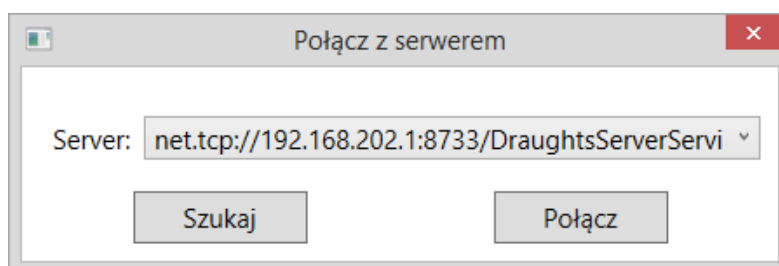 Połącz z serwerem
Server: net.tcp://192.168.202.1:8733/DraughtsServerServi
Szukaj Połącz